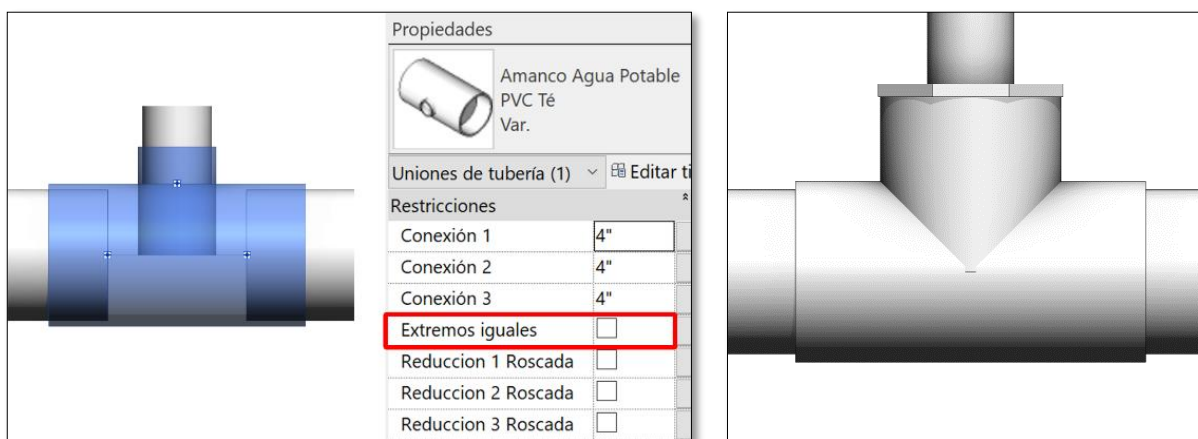 Propiedades
Amanco Agua Potable
PVC Té
Var.
Uniones de tubería (1) Editar ti
Restricciones
Conexión 1 4"
Conexión 2 4"
Conexión 3 4"
Extremos iguales
Reduccion 1 Roscada
Reduccion 2 Roscada
Reduccion 3 Roscada